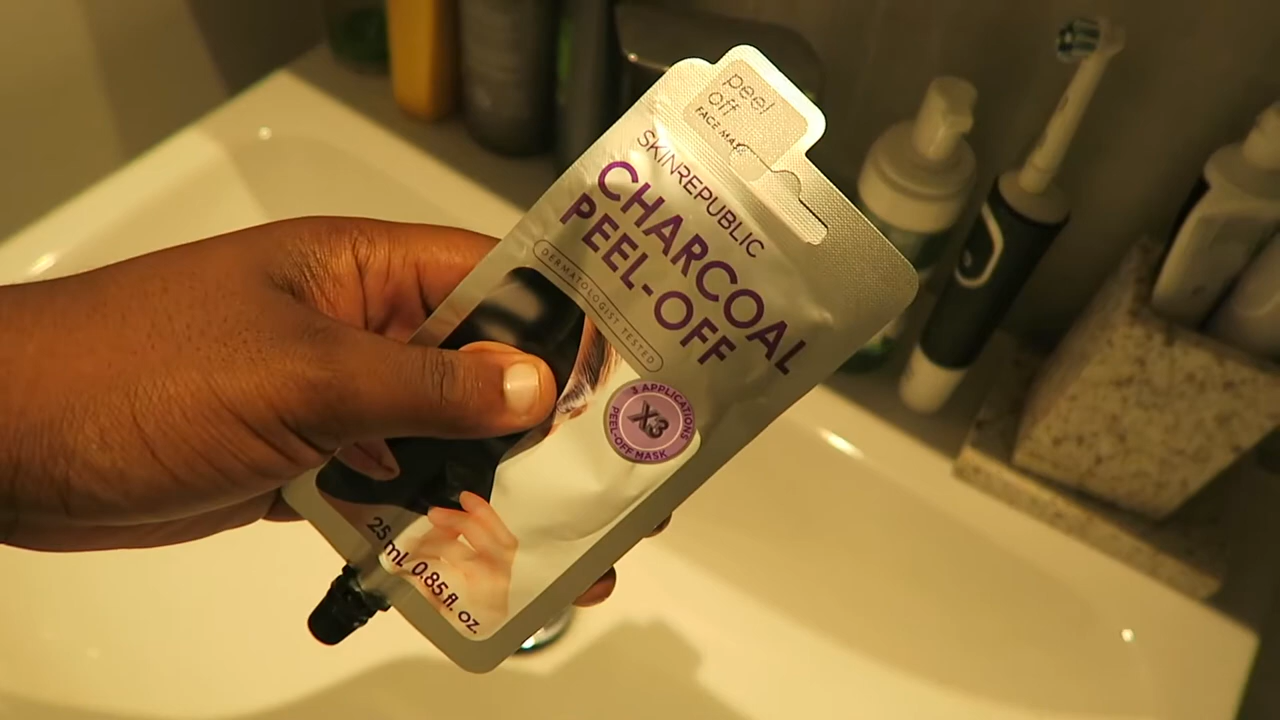 peel
off
FACE MASK
SKINREPUBLIC
CHARCOAL
PEEL-OFF
DERMATOLOGIST TESTED
3 APPLICATIONS
X3
PEEL-OFF MASK
25 mL 0.85 fl. oz.